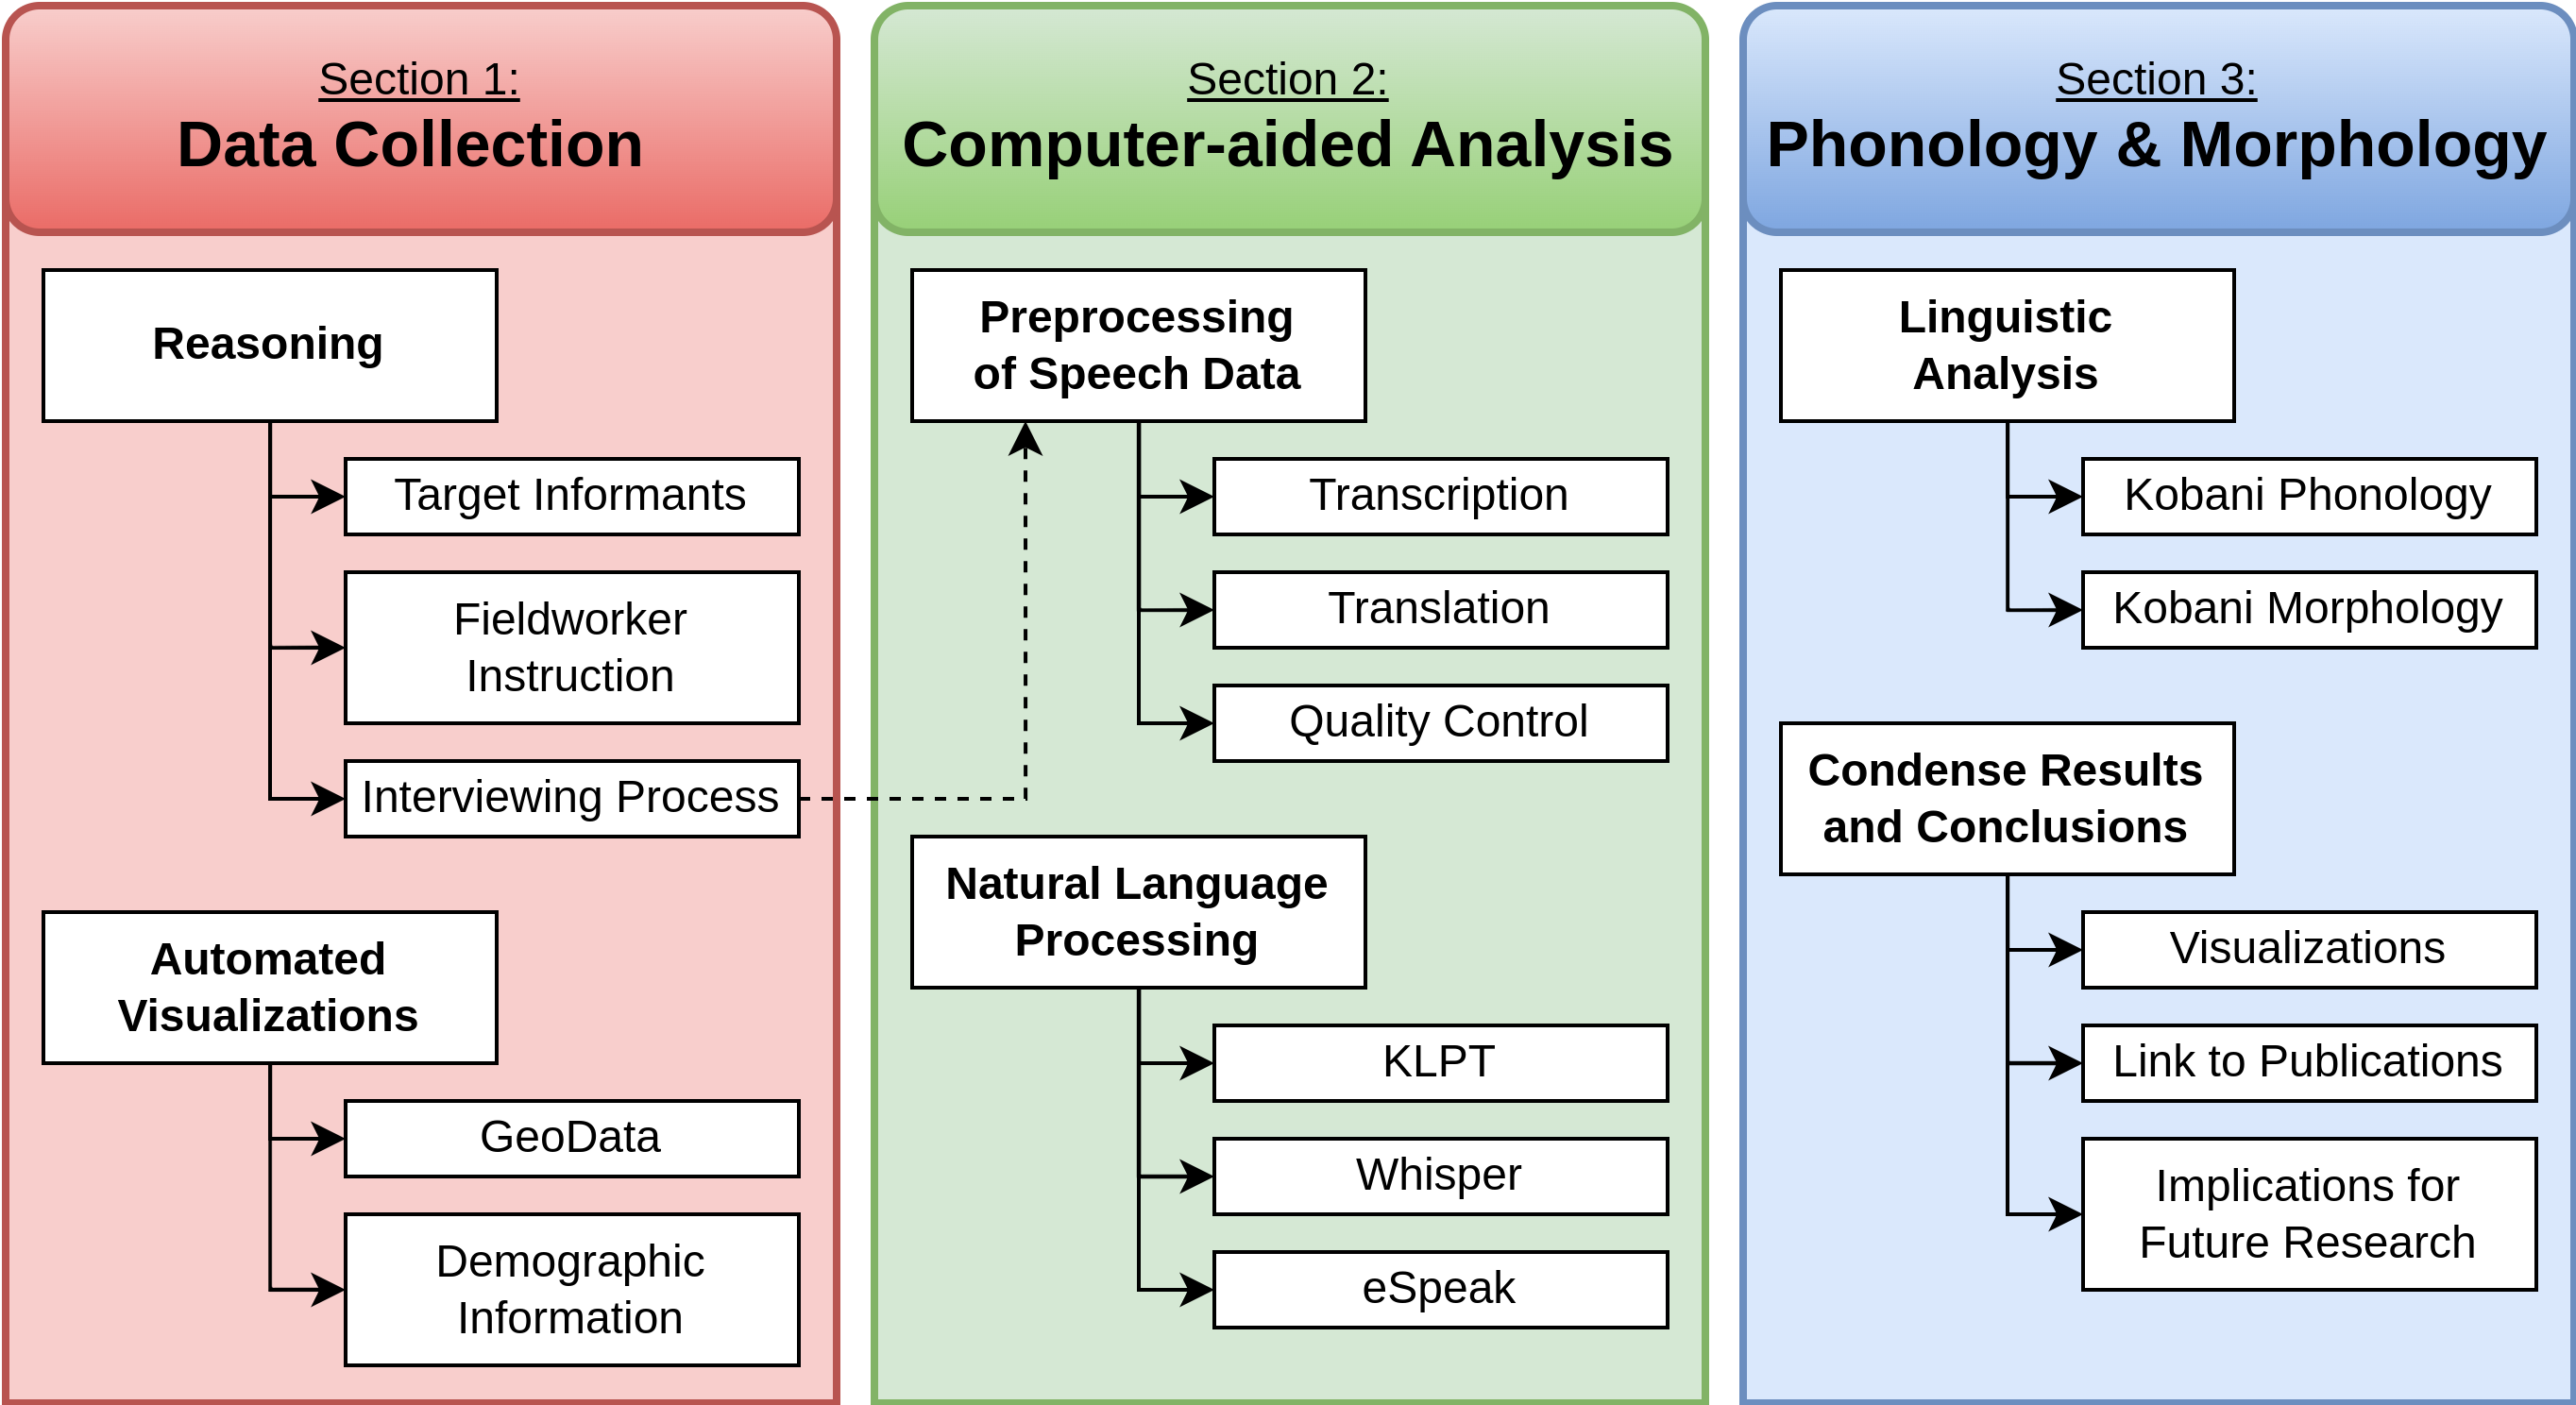 Section 1:
Data Collection
Reasoning
Target Informants
Fieldworker
Instruction
Interviewing Process
Automated
Visualizations
GeoData
Demographic
Information
Section 2:
Computer-aided Analysis
Preprocessing
of Speech Data
Transcription
Translation
Quality Control
Natural Language
Processing
KLPT
Whisper
eSpeak
Section 3:
Phonology & Morphology
Linguistic
Analysis
Kobani Phonology
Kobani Morphology
Condense Results
and Conclusions
Visualizations
Link to Publications
Implications for
Future Research